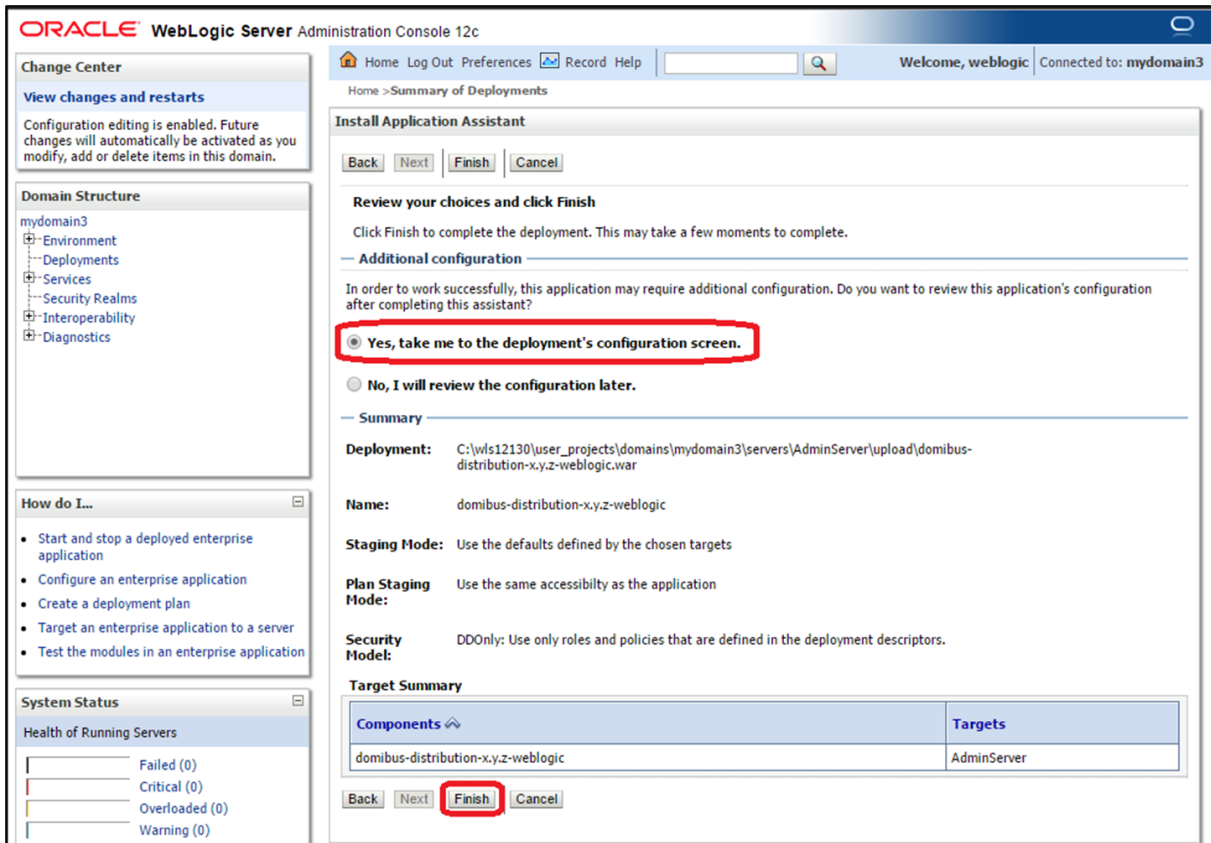 ORACLE® WebLogic Server Administration Console 12c
Change Center
View changes and restarts
Configuration editing is enabled. Future
changes will automatically be activated as you
modify, add or delete items in this domain.
Domain Structure
mydomain3
Environment
Deployments
Services
Security Realms
Interoperability
Diagnostics
How do I...
Start and stop a deployed enterprise
application
Configure an enterprise application
Create a deployment plan
Target an enterprise application to a server
Test the modules in an enterprise application
System Status
Health of Running Servers
Failed (0)
Critical (0)
Overloaded (0)
Warning (0)
Home Log Out Preferences Record Help
Welcome, weblogic Connected to: mydomain3
Home >Summary of Deployments
Install Application Assistant
Back Next Finish Cancel
Review your choices and click Finish
Click Finish to complete the deployment. This may take a few moments to complete.
Additional configuration
In order to work successfully, this application may require additional configuration. Do you want to review this application's configuration
after completing this assistant?
Yes, take me to the deployment's configuration screen.
No, I will review the configuration later.
Summary
Deployment: C:\wls12130\user_projects\domains\mydomain3\servers\AdminServer\upload\domibus-
distribution-x.y.z-weblogic.war
Name: domibus-distribution-x.y.z-weblogic
Staging Mode: Use the defaults defined by the chosen targets
Plan Staging Use the same accessibilty as the application
Mode:
Security DDOnly: Use only roles and policies that are defined in the deployment descriptors.
Model:
Target Summary
Components Targets
domibus-distribution-x.y.z-weblogic AdminServer
Back Next Finish Cancel